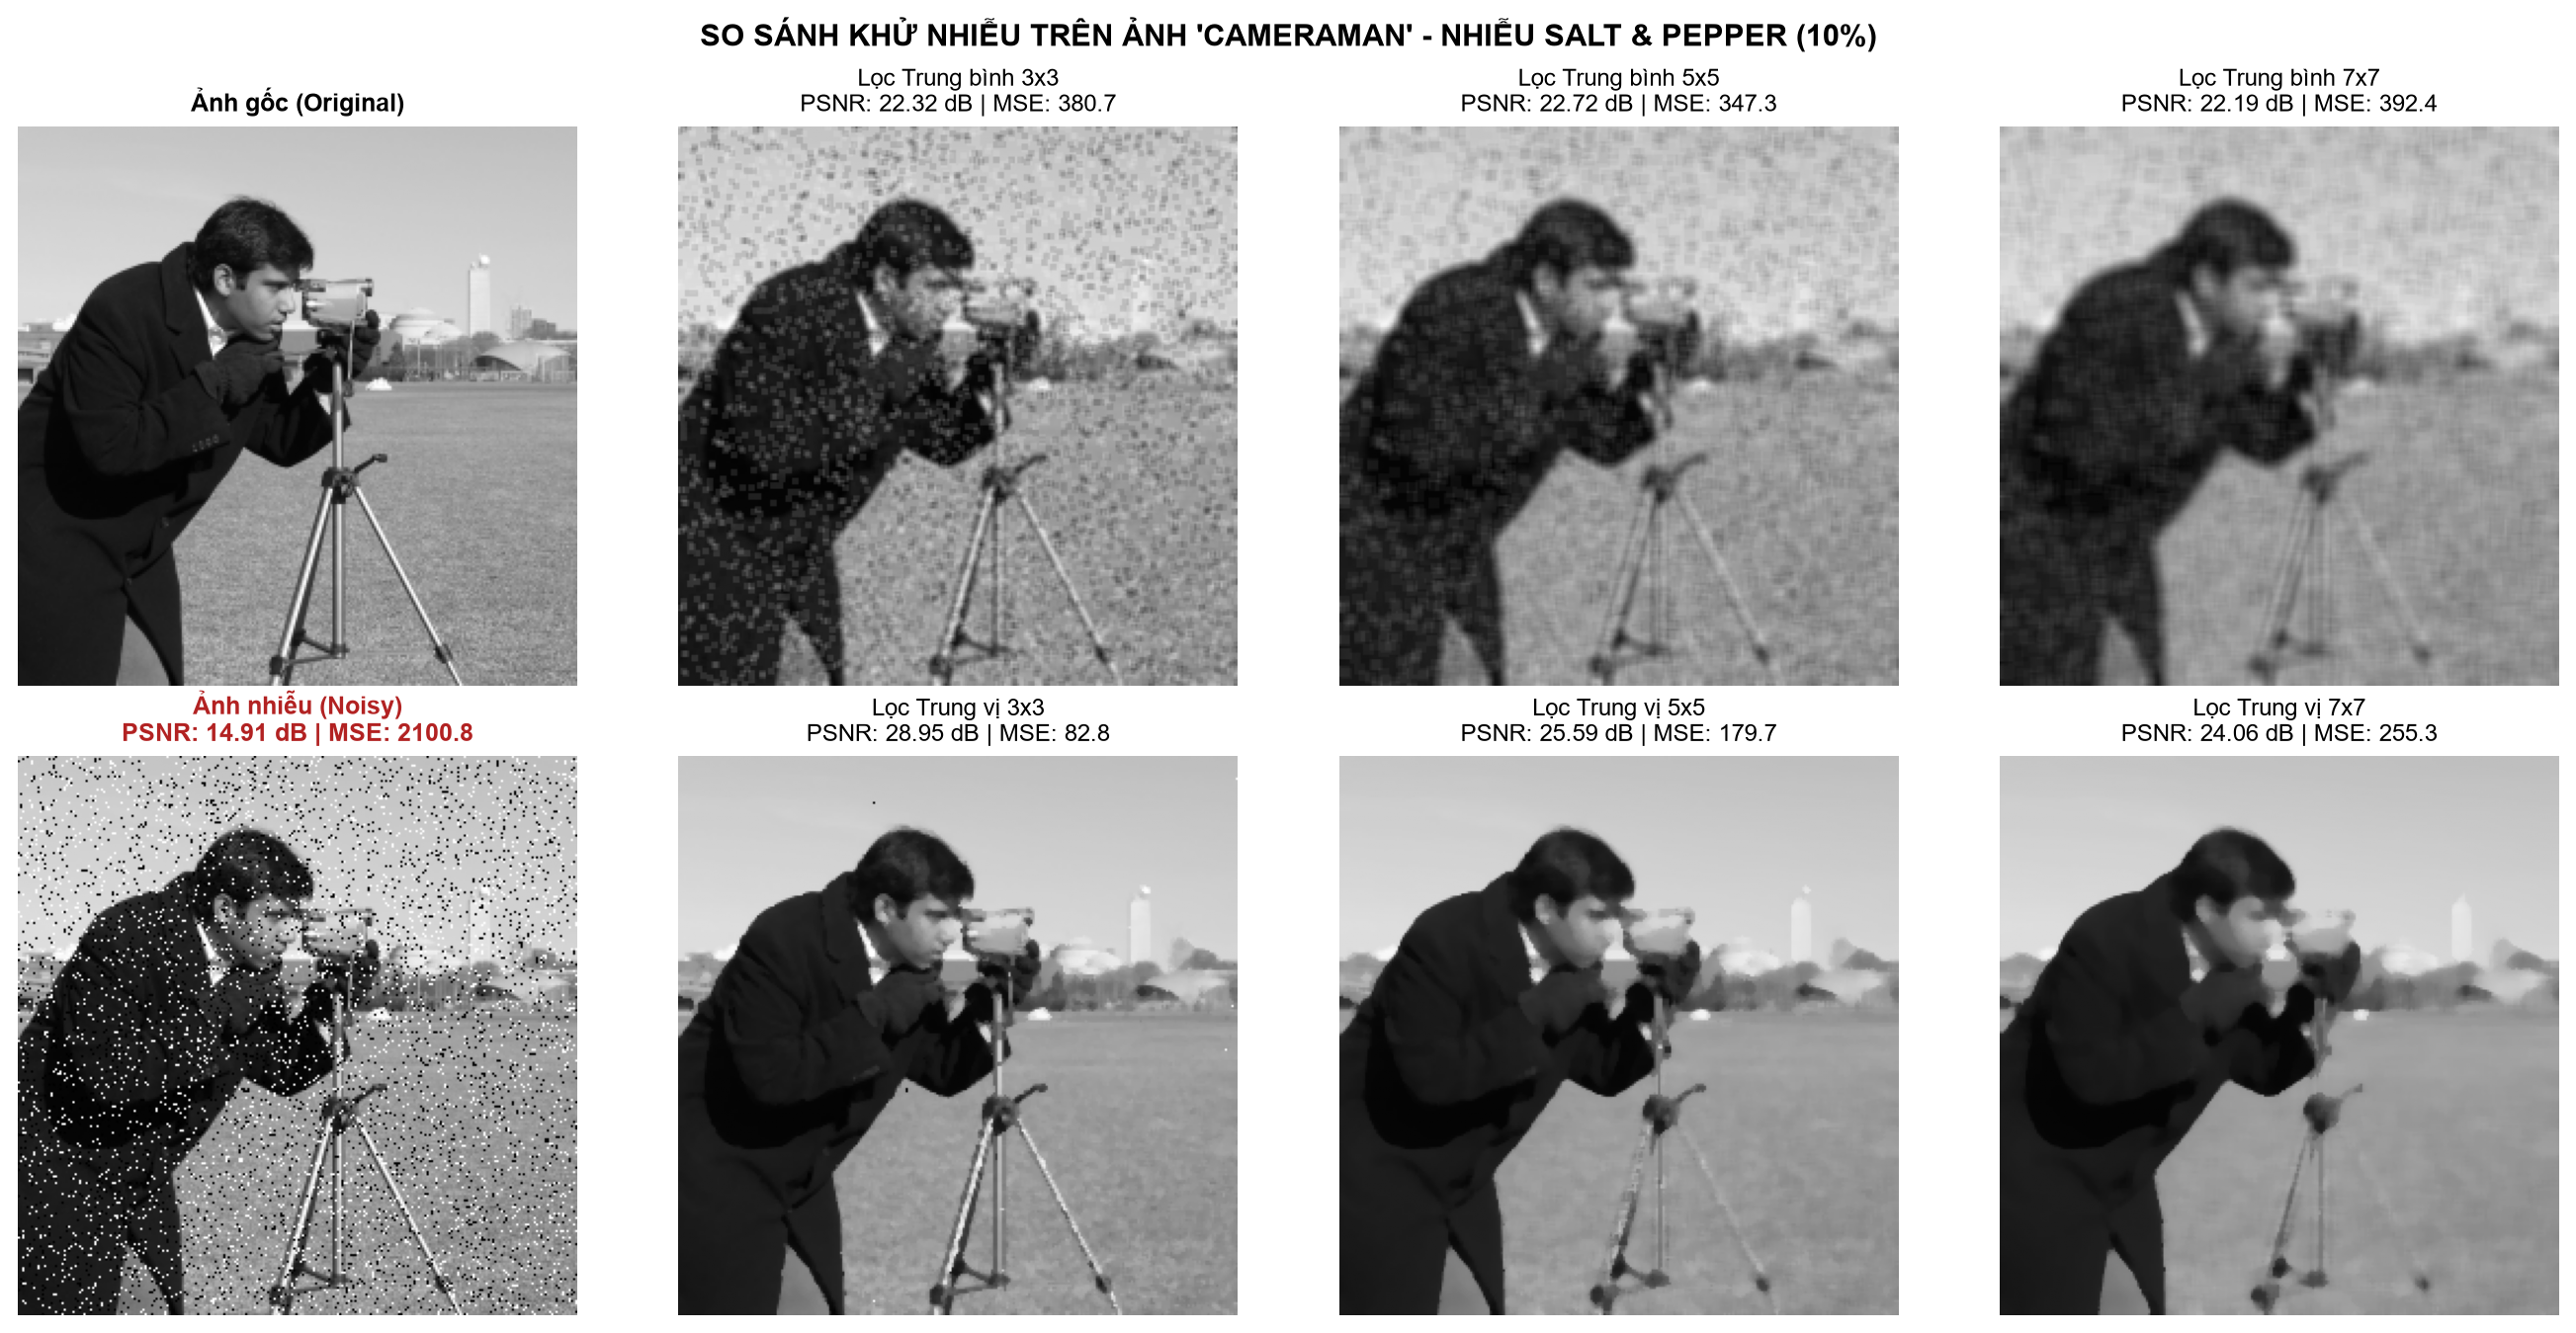 SO SÁNH KHỬ NHIỄU TRÊN ẢNH 'CAMERAMAN' - NHIỄU SALT & PEPPER (10%)
Ảnh gốc (Original)
Lọc Trung bình 3x3
PSNR: 22.32 dB | MSE: 380.7
Lọc Trung bình 5x5
PSNR: 22.72 dB | MSE: 347.3
Lọc Trung bình 7x7
PSNR: 22.19 dB | MSE: 392.4
Ảnh nhiễu (Noisy)
PSNR: 14.91 dB | MSE: 2100.8
Lọc Trung vị 3x3
PSNR: 28.95 dB | MSE: 82.8
Lọc Trung vị 5x5
PSNR: 25.59 dB | MSE: 179.7
Lọc Trung vị 7x7
PSNR: 24.06 dB | MSE: 255.3